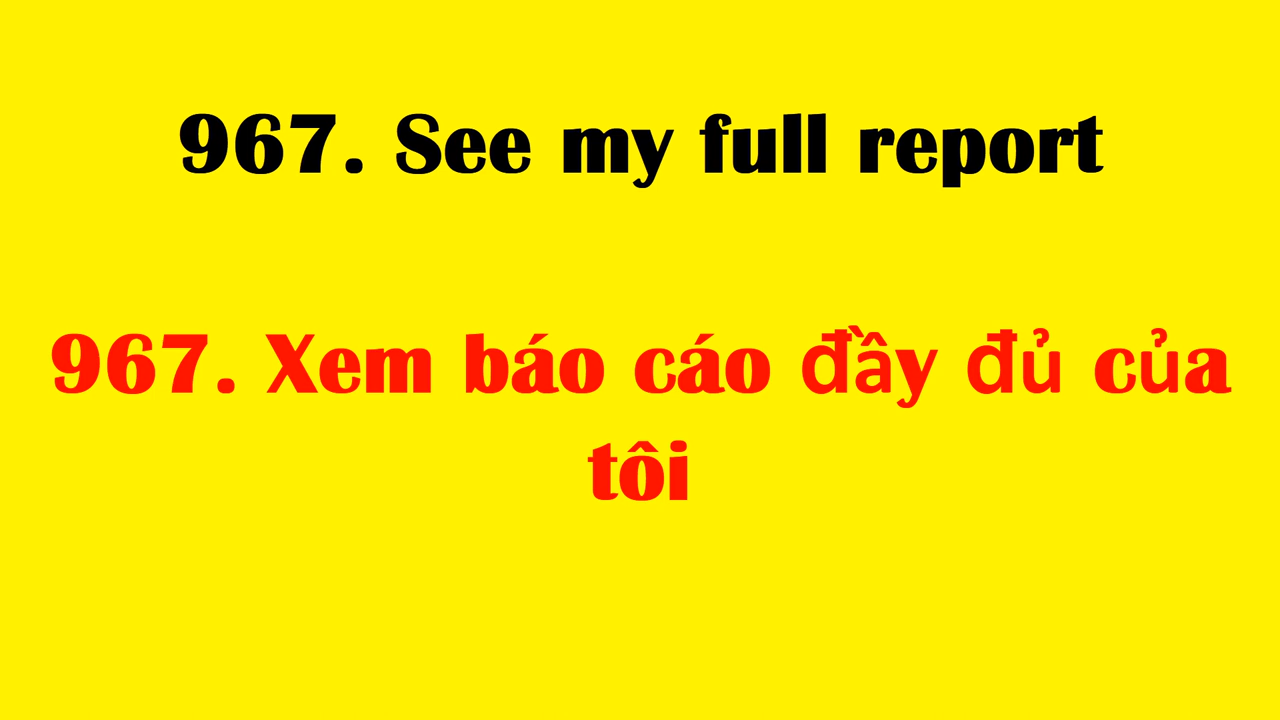 967. See my full report
967. Xem báo cáo đầy đủ của
tôi